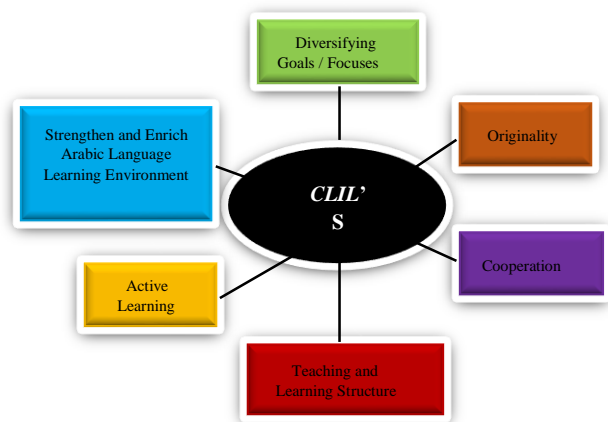 Diversifying
Goals / Focuses
Strengthen and Enrich
Arabic Language
Learning Environment
Originality
CLIL’
S
Cooperation
Active
Learning
Teaching and
Learning Structure